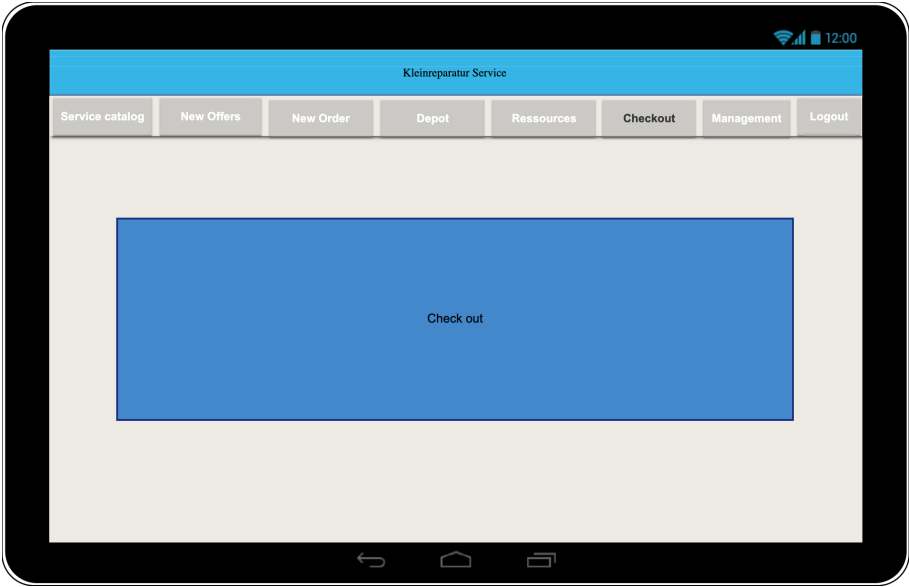 12:00
Kleinreparatur Service
Service catalog
New Offers
New Order
Depot
Ressources
Checkout
Management
Logout
Check out